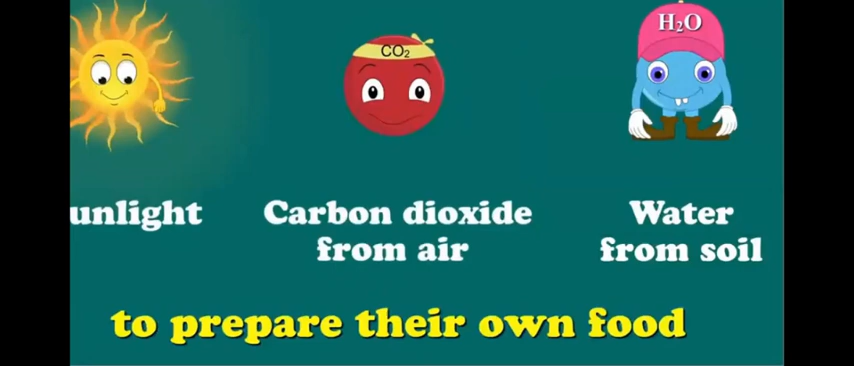 CO₂
H₂O
unlight
Carbon dioxide
from air
Water
from soil
to prepare their own food